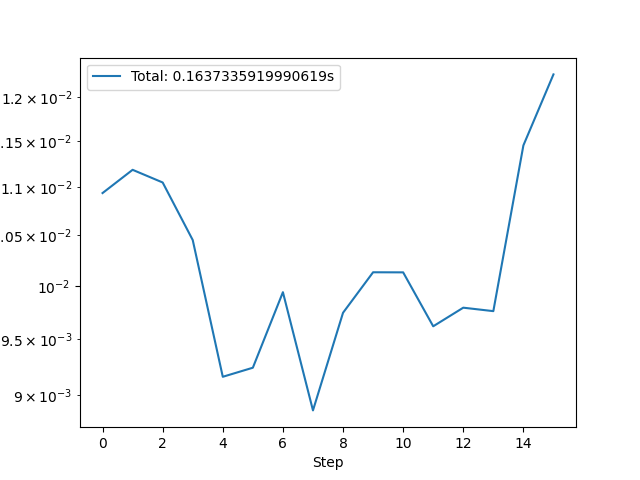 Total: 0.1637335919990619s
1.2 × 10⁻²
.15 × 10⁻²
1.1 × 10⁻²
.05 × 10⁻²
10⁻²
9.5 × 10⁻³
9 × 10⁻³
0 2 4 6 8 10 12 14
Step